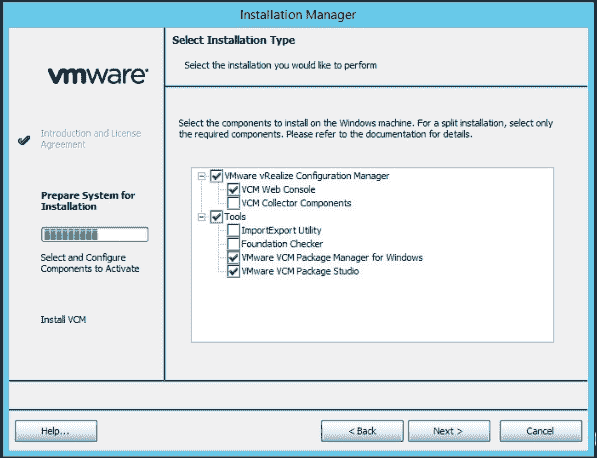 Installation Manager
Select Installation Type
Select the installation you would like to perform
vmware
Introduction and License
Agreement
Prepare System for
Installation
Select and Configure
Components to Activate
Install VCM
Select the components to install on the Windows machine. For a split installation, select only
the required components. Please refer to the documentation for details.
VMware vRealize Configuration Manager
VCM Web Console
VCM Collector Components
Tools
ImportExport Utility
Foundation Checker
VMware VCM Package Manager for Windows
VMware VCM Package Studio
Help...
< Back
Next >
Cancel